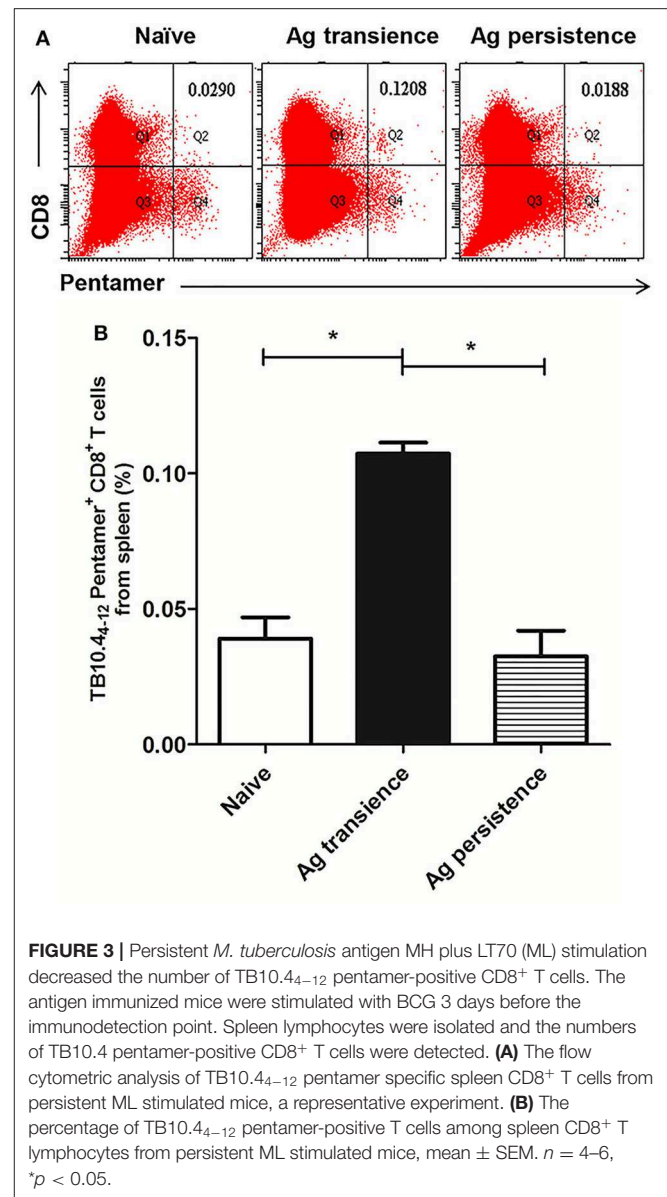 A
Naïve Ag transience Ag persistence
0.0290 0.1208 0.0188
Q1 Q2 Q1 Q2 Q1 Q2
Q3 Q4 Q3 Q4 Q3 Q4
CD8
Pentamer
B
TB10.4₄₋₁₂ Pentamer⁺ CD8⁺ T cells
from spleen (%)
0.15
0.10
0.05
0.00
* *
Naive
Ag transience
Ag persistence
FIGURE 3 | Persistent M. tuberculosis antigen MH plus LT70 (ML) stimulation
decreased the number of TB10.4₄₋₁₂ pentamer-positive CD8⁺ T cells. The
antigen immunized mice were stimulated with BCG 3 days before the
immunodetection point. Spleen lymphocytes were isolated and the numbers
of TB10.4 pentamer-positive CD8⁺ T cells were detected. (A) The flow
cytometric analysis of TB10.4₄₋₁₂ pentamer specific spleen CD8⁺ T cells from
persistent ML stimulated mice, a representative experiment. (B) The
percentage of TB10.4₄₋₁₂ pentamer-positive T cells among spleen CD8⁺ T
lymphocytes from persistent ML stimulated mice, mean ± SEM. n = 4–6,
*p < 0.05.